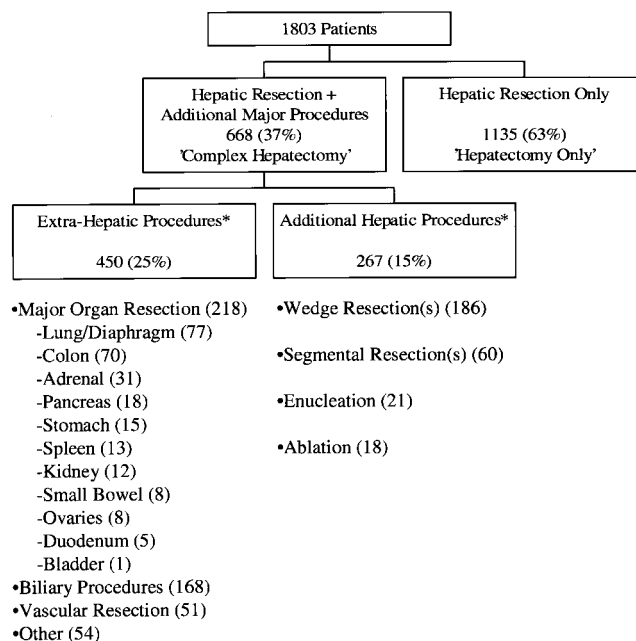 1803 Patients
Hepatic Resection +
Additional Major Procedures
668 (37%)
'Complex Hepatectomy'
Hepatic Resection Only
1135 (63%)
'Hepatectomy Only'
Extra-Hepatic Procedures*
450 (25%)
Additional Hepatic Procedures*
267 (15%)
•Major Organ Resection (218)
-Lung/Diaphragm (77)
-Colon (70)
-Adrenal (31)
-Pancreas (18)
-Stomach (15)
-Spleen (13)
-Kidney (12)
-Small Bowel (8)
-Ovaries (8)
-Duodenum (5)
-Bladder (1)
•Biliary Procedures (168)
•Vascular Resection (51)
•Other (54)
•Wedge Resection(s) (186)
•Segmental Resection(s) (60)
•Enucleation (21)
•Ablation (18)